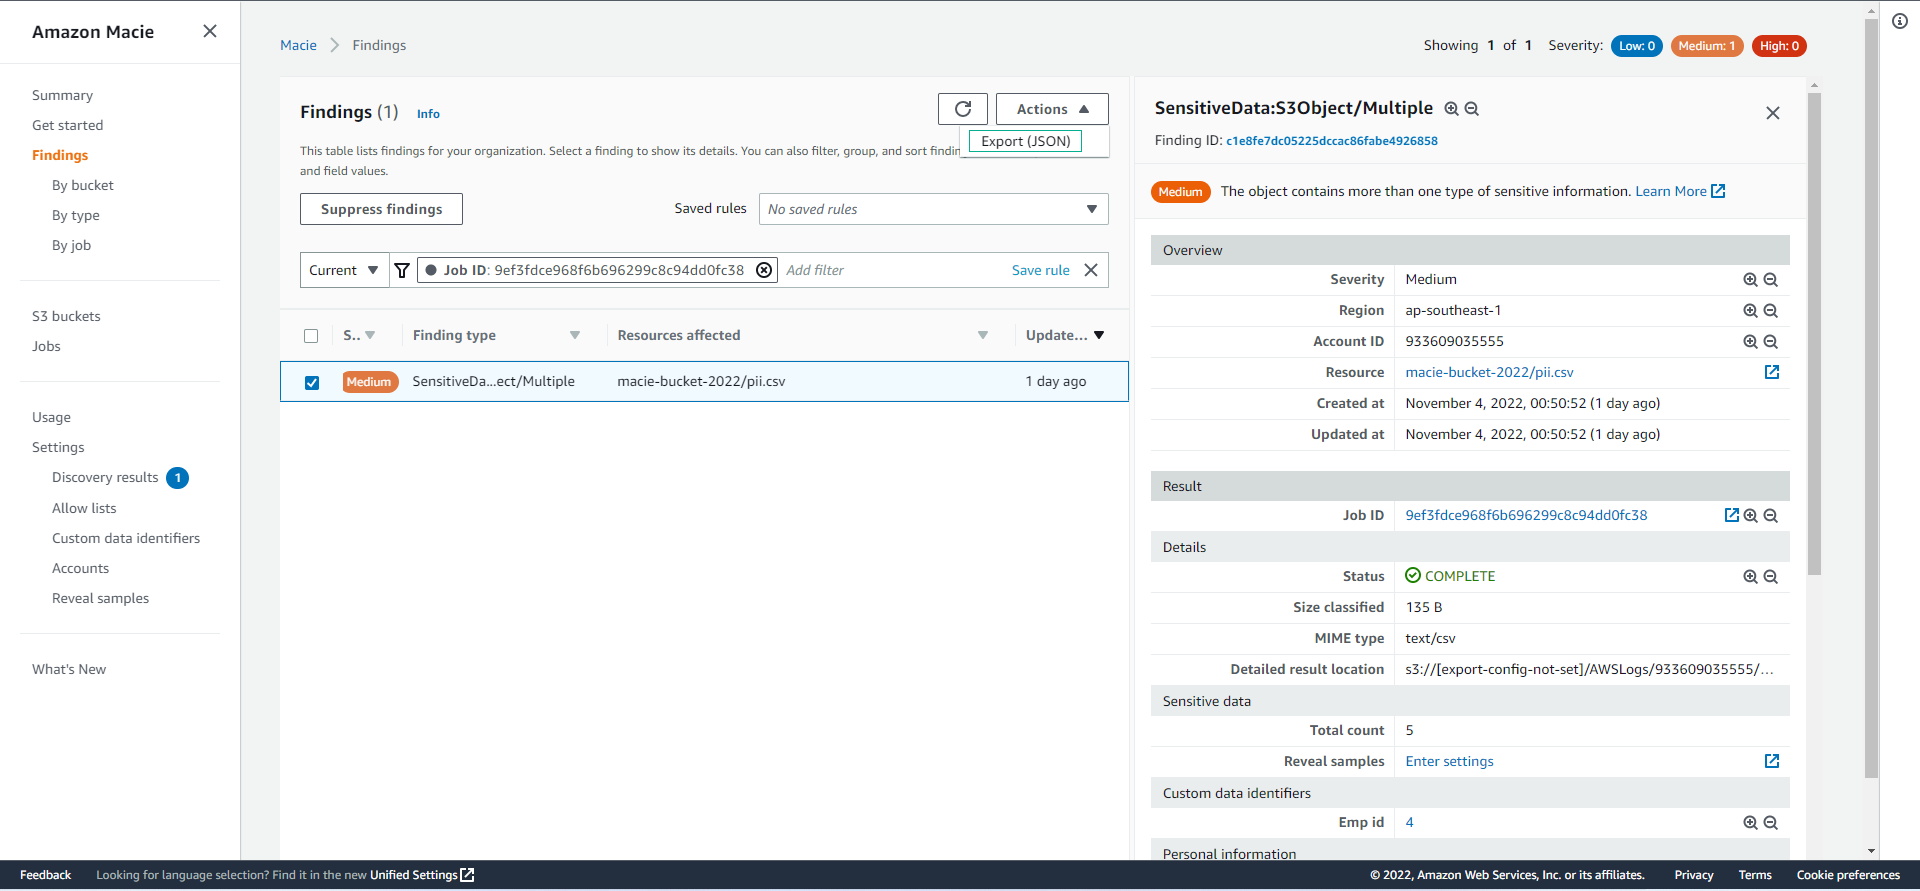 Amazon Macie
Summary
Get started
Findings
By bucket
By type
By job
S3 buckets
Jobs
Usage
Settings
Discovery results 1
Allow lists
Custom data identifiers
Accounts
Reveal samples
What's New
Macie Findings
Showing 1 of 1 Severity: Low: 0 Medium: 1 High: 0
Findings (1) Info
Actions
Export (JSON)
This table lists findings for your organization. Select a finding to show its details. You can also filter, group, and sort findin
and field values.
Suppress findings
Saved rules No saved rules
Current Job ID: 9ef3fdce968f6b696299c8c94dd0fc38 Add filter Save rule
S.. Finding type Resources affected Update...
Medium SensitiveDa...ect/Multiple macie-bucket-2022/pii.csv 1 day ago
SensitiveData:S3Object/Multiple
Finding ID: c1e8fe7dc05225dccac86fabe4926858
Medium The object contains more than one type of sensitive information. Learn More
Overview
Severity Medium
Region ap-southeast-1
Account ID 933609035555
Resource macie-bucket-2022/pii.csv
Created at November 4, 2022, 00:50:52 (1 day ago)
Updated at November 4, 2022, 00:50:52 (1 day ago)
Result
Job ID 9ef3fdce968f6b696299c8c94dd0fc38
Details
Status COMPLETE
Size classified 135 B
MIME type text/csv
Detailed result location s3://[export-config-not-set]/AWSLogs/933609035555/...
Sensitive data
Total count 5
Reveal samples Enter settings
Custom data identifiers
Emp id 4
Personal information
Feedback Looking for language selection? Find it in the new Unified Settings
© 2022, Amazon Web Services, Inc. or its affiliates. Privacy Terms Cookie preferences